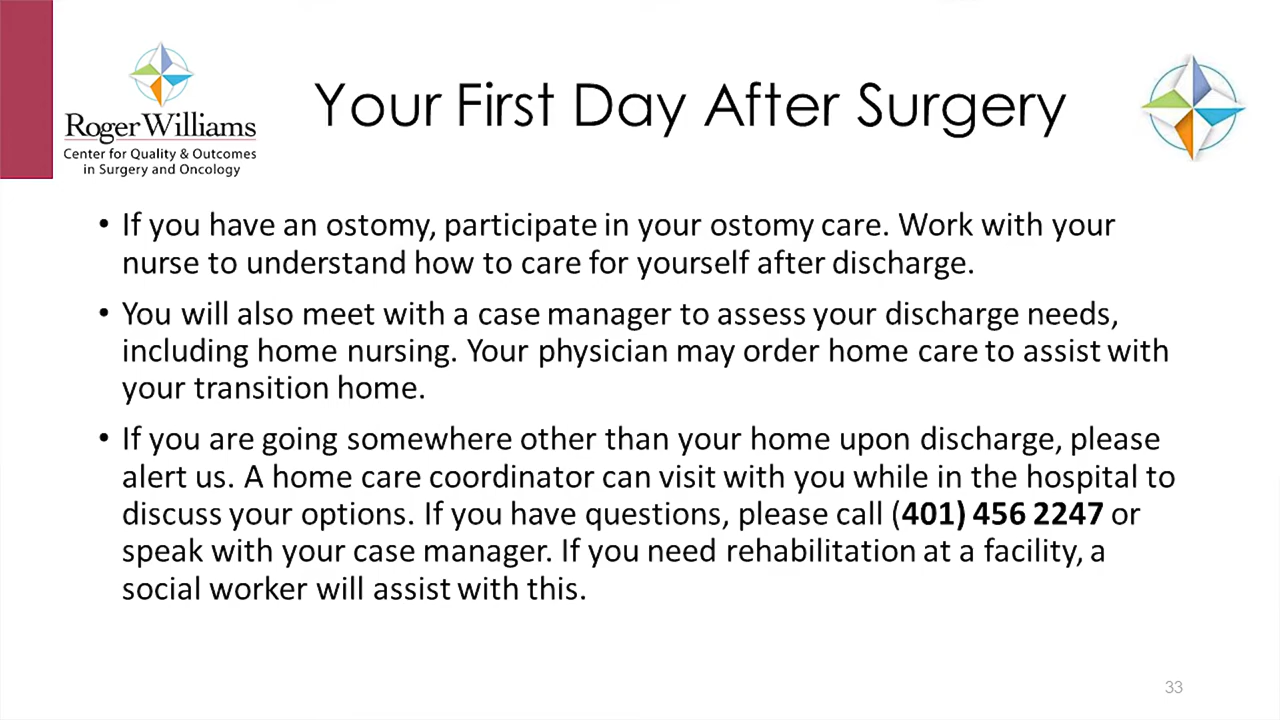 Roger Williams
Center for Quality & Outcomes
in Surgery and Oncology
Your First Day After Surgery
• If you have an ostomy, participate in your ostomy care. Work with your
nurse to understand how to care for yourself after discharge.
• You will also meet with a case manager to assess your discharge needs,
including home nursing. Your physician may order home care to assist with
your transition home.
• If you are going somewhere other than your home upon discharge, please
alert us. A home care coordinator can visit with you while in the hospital to
discuss your options. If you have questions, please call (401) 456 2247 or
speak with your case manager. If you need rehabilitation at a facility, a
social worker will assist with this.
33